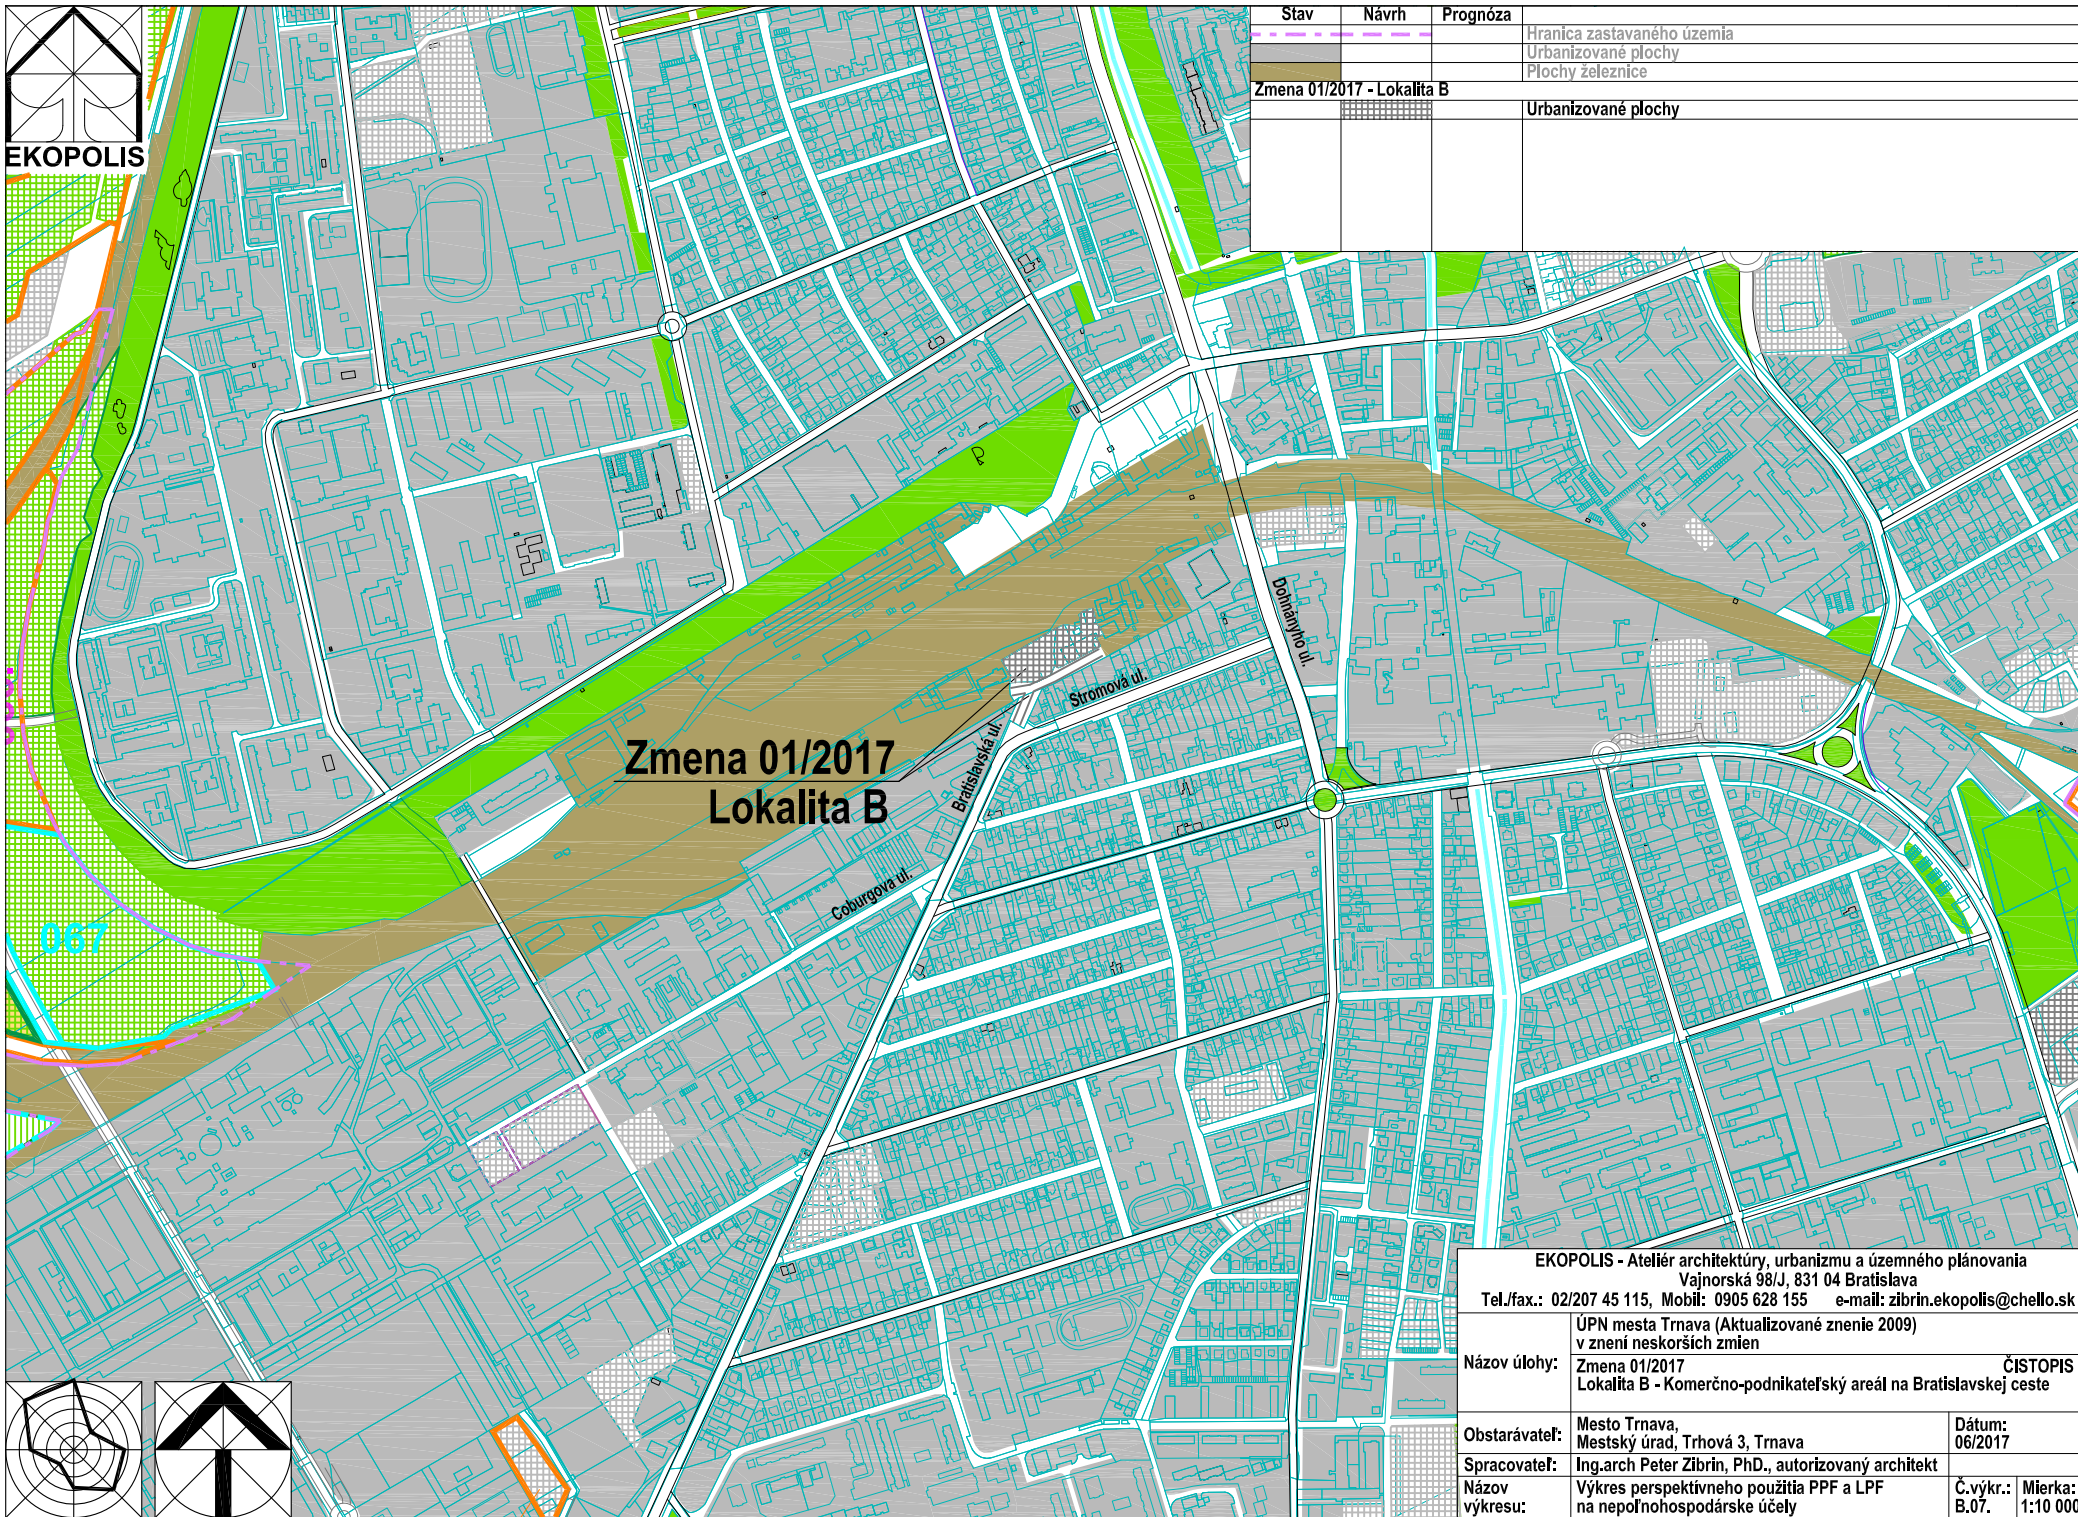 EKOPOLIS
Stav Návrh Prognóza
Hranica zastavaného územia
Urbanizované plochy
Plochy železnice
Zmena 01/2017 - Lokalita B
Urbanizované plochy
Dohnányho ul.
Stromová ul.
Bratislavská ul.
Zmena 01/2017
Lokalita B
Coburgova ul.
067
EKOPOLIS - Ateliér architektúry, urbanizmu a územného plánovania
Vajnorská 98/J, 831 04 Bratislava
Tel./fax.: 02/207 45 115, Mobil: 0905 628 155 e-mail: zibrin.ekopolis@chello.sk
Názov úlohy:
ÚPN mesta Trnava (Aktualizované znenie 2009)
v znení neskorších zmien
Zmena 01/2017 ČISTOPIS
Lokalita B - Komerčno-podnikateľský areál na Bratislavskej ceste
Obstarávateľ:
Mesto Trnava,
Mestský úrad, Trhová 3, Trnava
Dátum:
06/2017
Spracovateľ: Ing.arch Peter Zibrin, PhD., autorizovaný architekt
Názov
výkresu:
Výkres perspektívneho použitia PPF a LPF
na nepoľnohospodárske účely
Č.výkr.:
B.07.
Mierka:
1:10 000